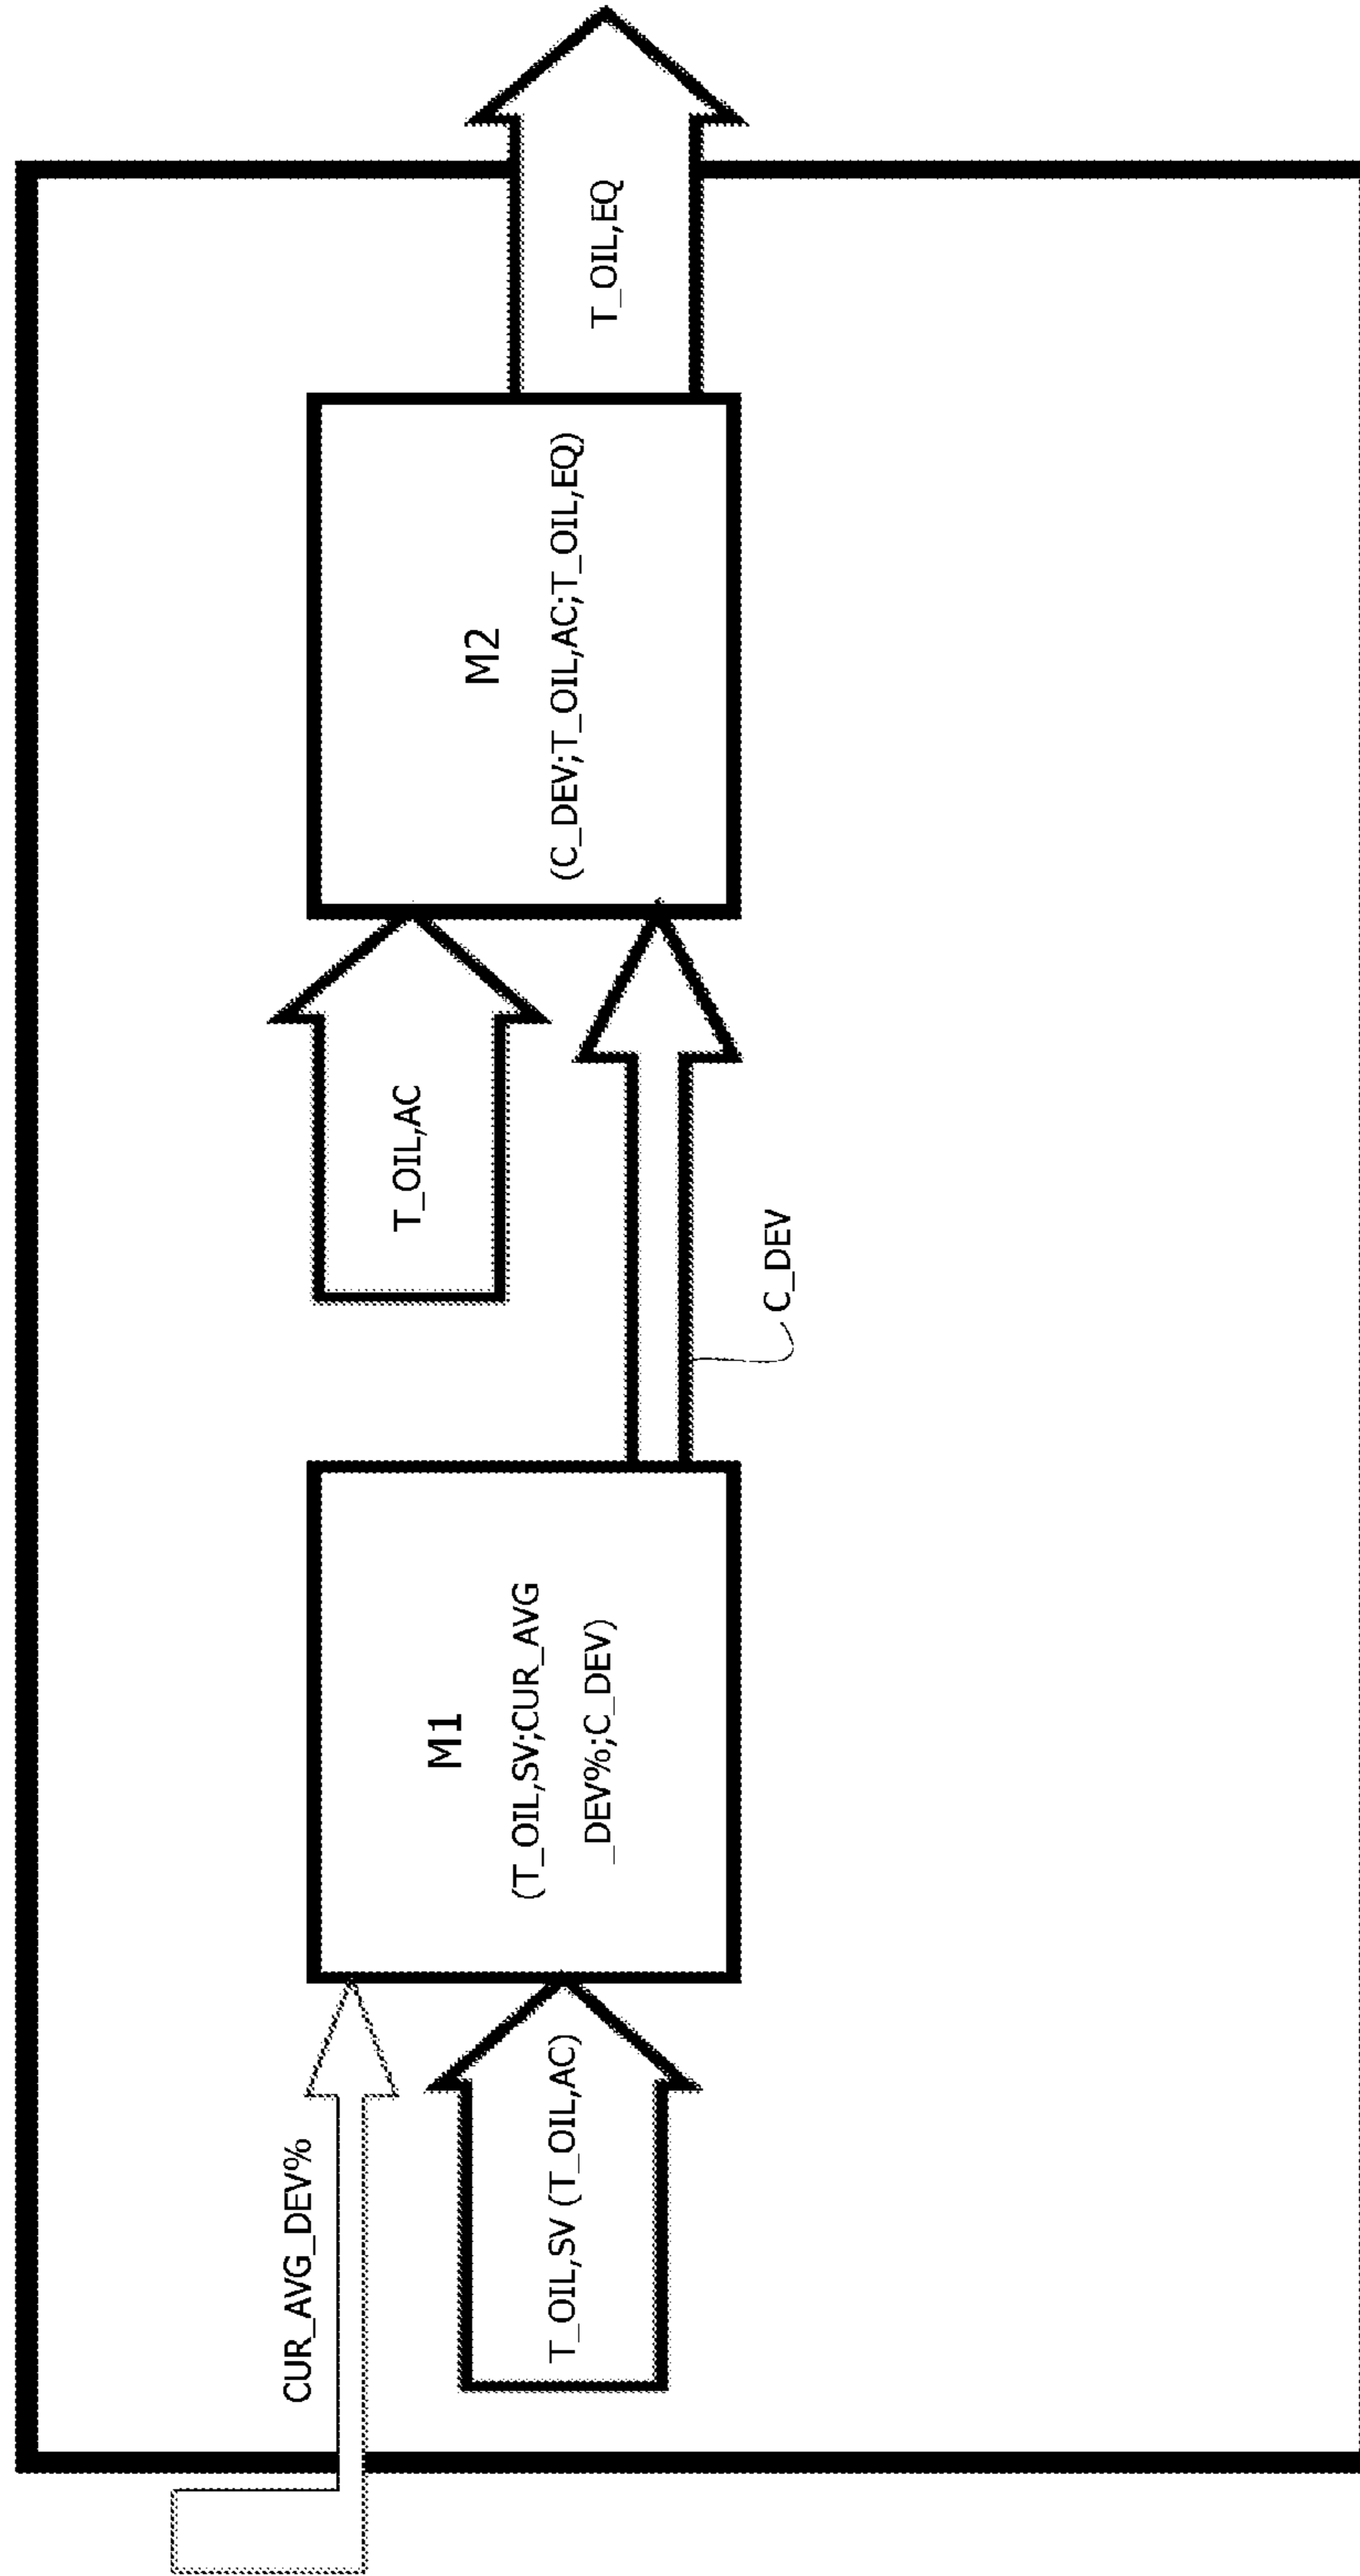 CUR_AVG_DEV%
T_OIL,SV (T_OIL,AC)
M1
(T_OIL,SV;CUR_AVG
_DEV%;C_DEV)
C_DEV
T_OIL,AC
M2
(C_DEV;T_OIL,AC;T_OIL,EQ)
T_OIL,EQ